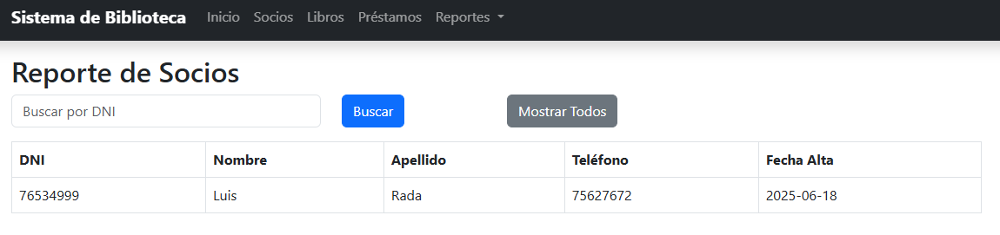 Sistema de Biblioteca Inicio Socios Libros Préstamos Reportes
Reporte de Socios
Buscar por DNI Buscar Mostrar Todos
DNI Nombre Apellido Teléfono Fecha Alta
76534999 Luis Rada 75627672 2025-06-18